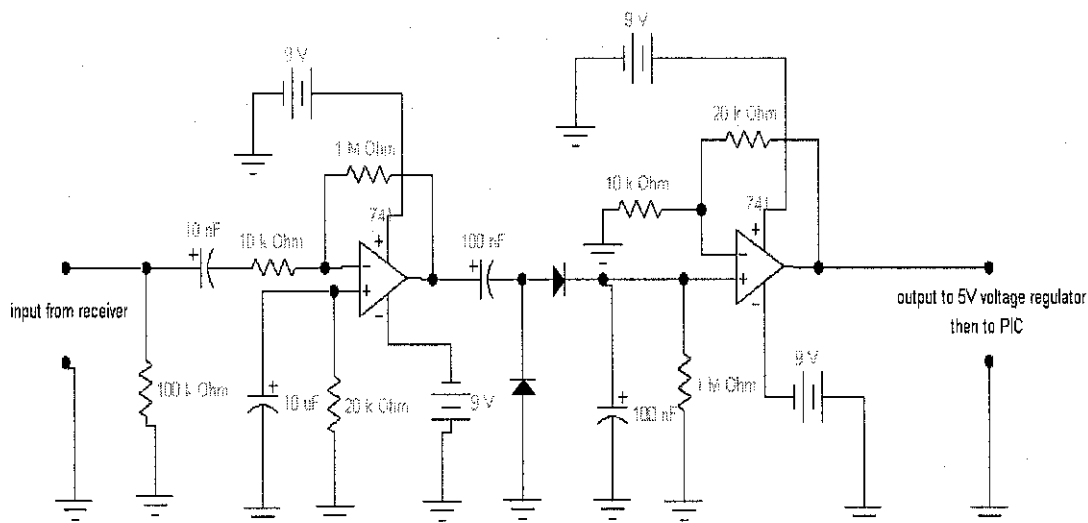 9 V
9 V
20 k Ohm
1 M Ohm
10 k Ohm
741
741
10 nF
10 k Ohm
100 nF
+
+
+
+
−
+
−
+
input from receiver
output to 5V voltage regulator
then to PIC
−
−
9 V
100 k Ohm
+
10 uF
20 k Ohm
9 V
+
100 nF
1 M Ohm